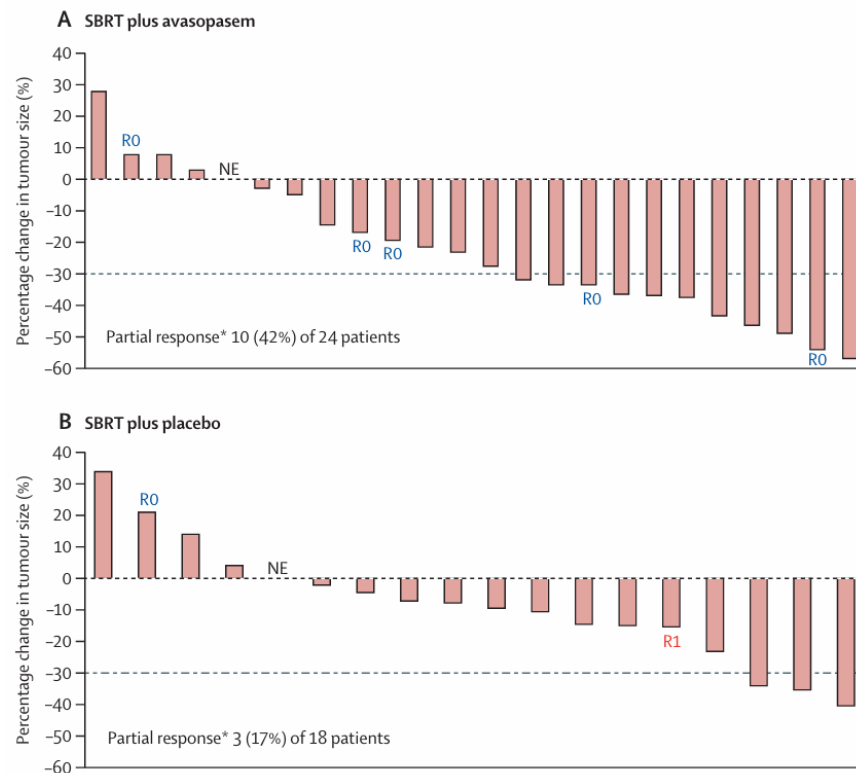 A SBRT plus avasopasem
Percentage change in tumour size (%)
40
30
20
10
0
−10
−20
−30
−40
−50
−60
R0
NE
R0
R0
R0
R0
Partial response* 10 (42%) of 24 patients
B SBRT plus placebo
Percentage change in tumour size (%)
40
30
20
10
0
−10
−20
−30
−40
−50
−60
R0
NE
R1
Partial response* 3 (17%) of 18 patients